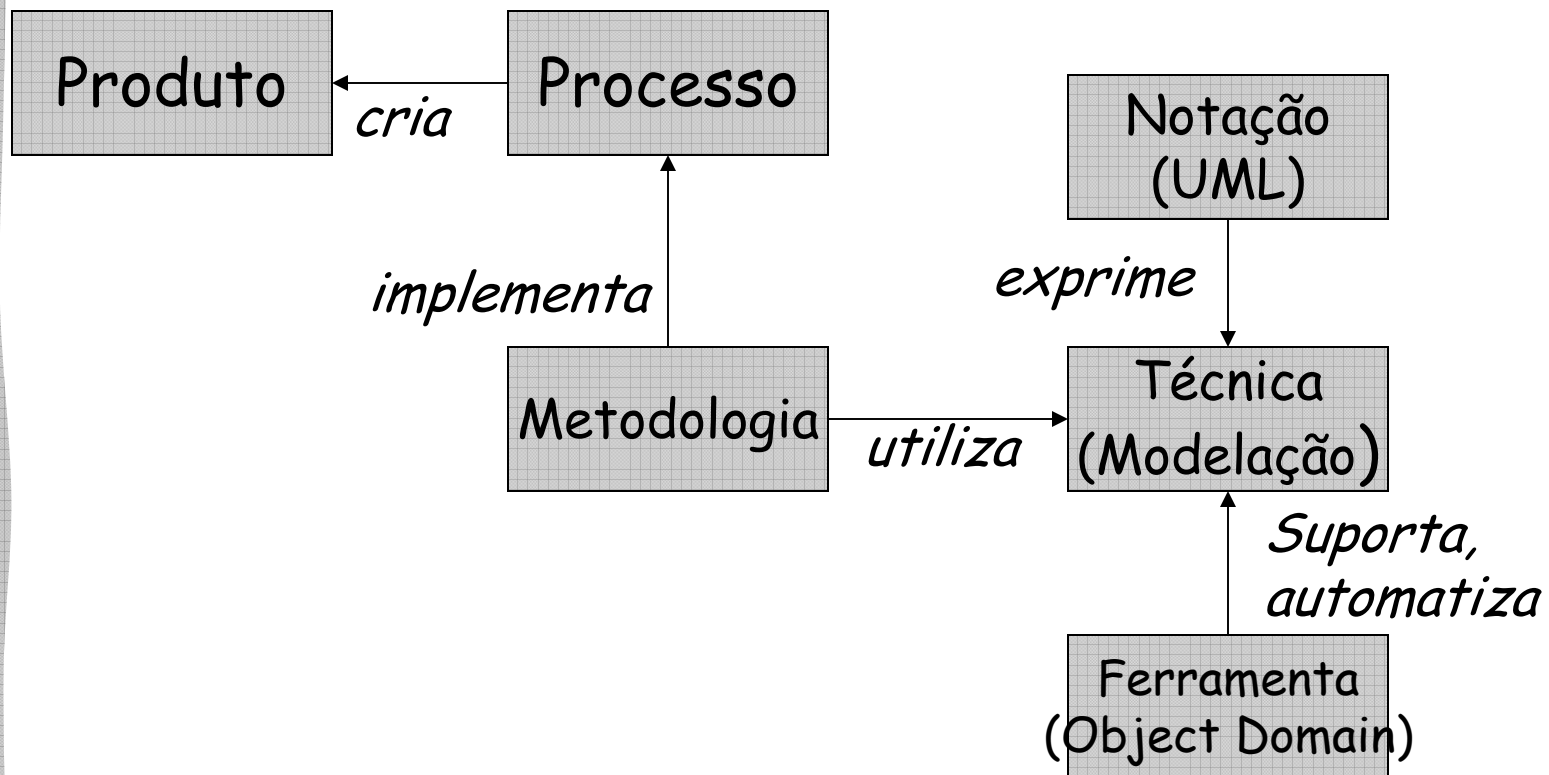 Produto
cria
Processo
Notação
(UML)
implementa
exprime
Metodologia
utiliza
Técnica
(Modelação)
Suporta,
automatiza
Ferramenta
(Object Domain)